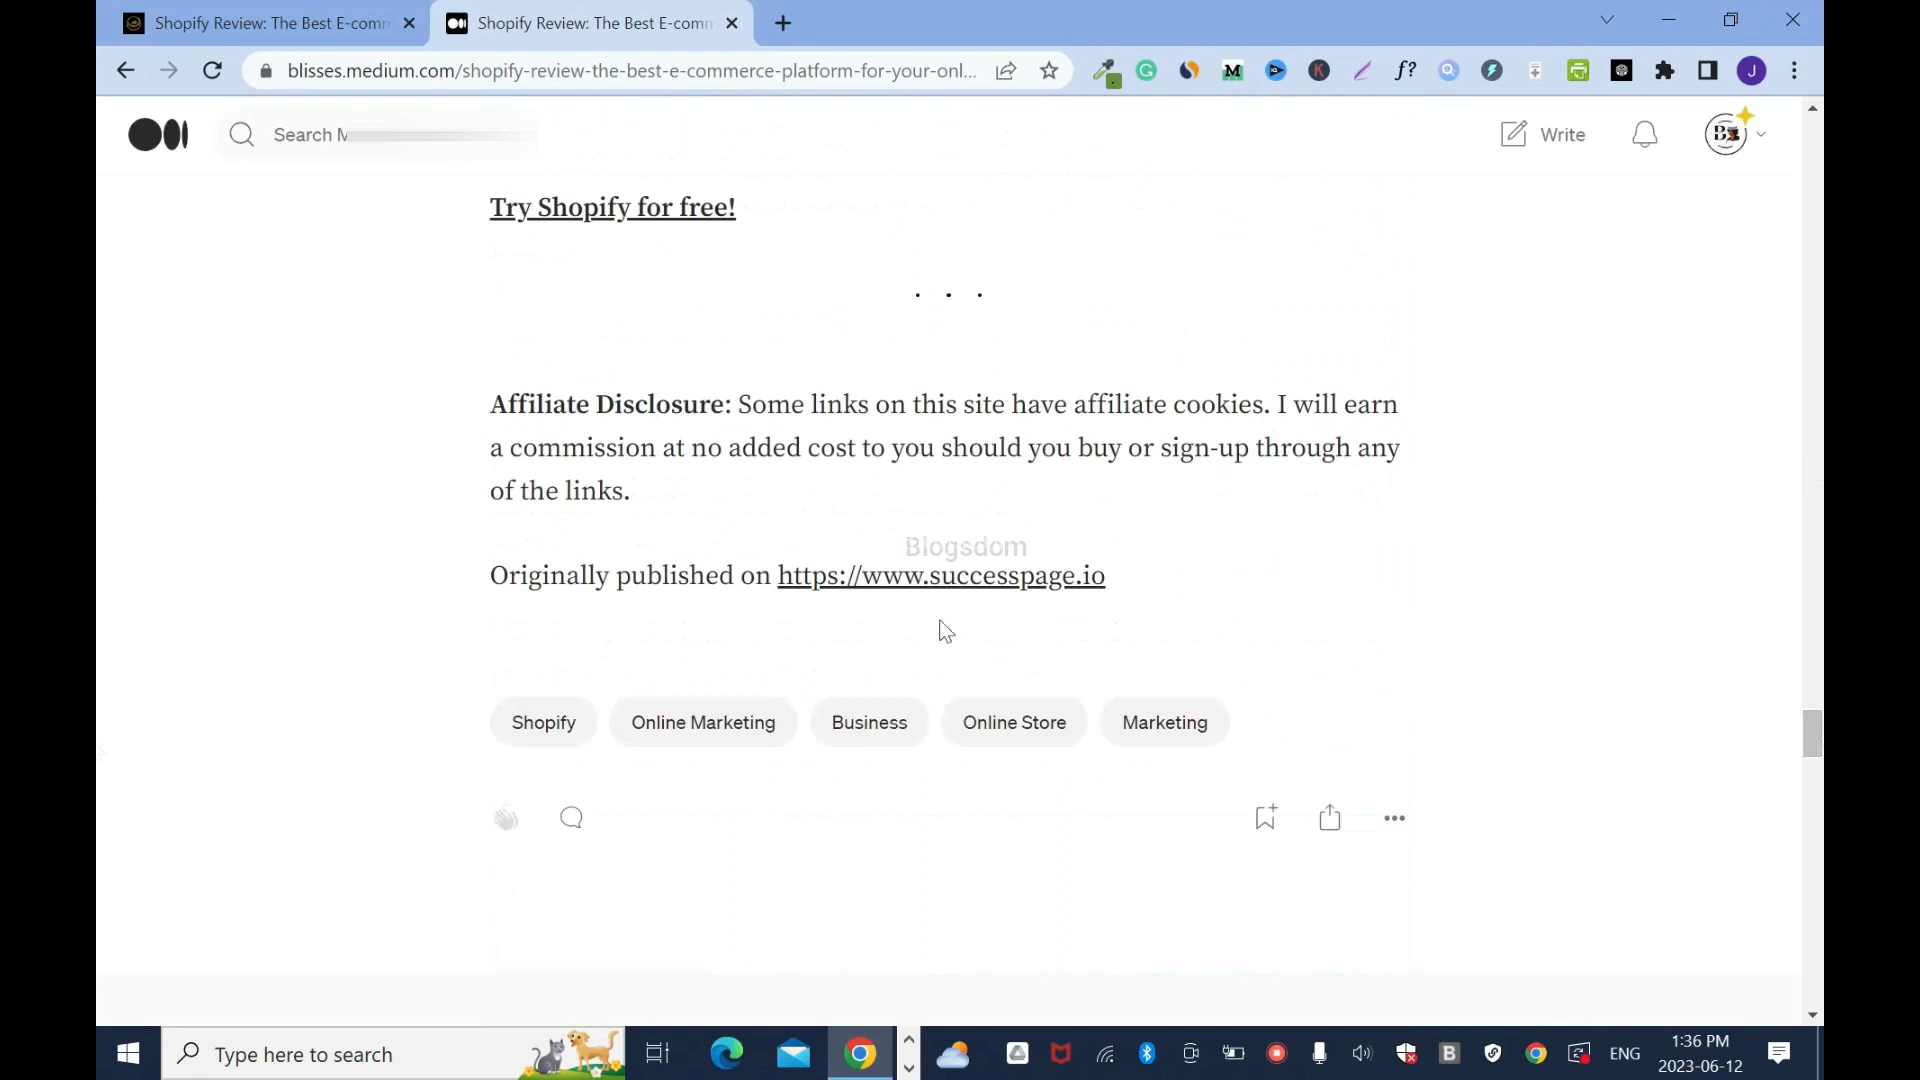 Shopify Review: The Best E-comm
Shopify Review: The Best E-comm
blisses.medium.com/shopify-review-the-best-e-commerce-platform-for-your-onl...
M
K
f?
J
Search M
Write
Try Shopify for free!
. . .
Affiliate Disclosure: Some links on this site have affiliate cookies. I will earn
a commission at no added cost to you should you buy or sign-up through any
of the links.
Blogsdom
Originally published on https://www.successpage.io
Shopify Online Marketing Business Online Store Marketing
Type here to search
B
ENG
1:36 PM
2023-06-12